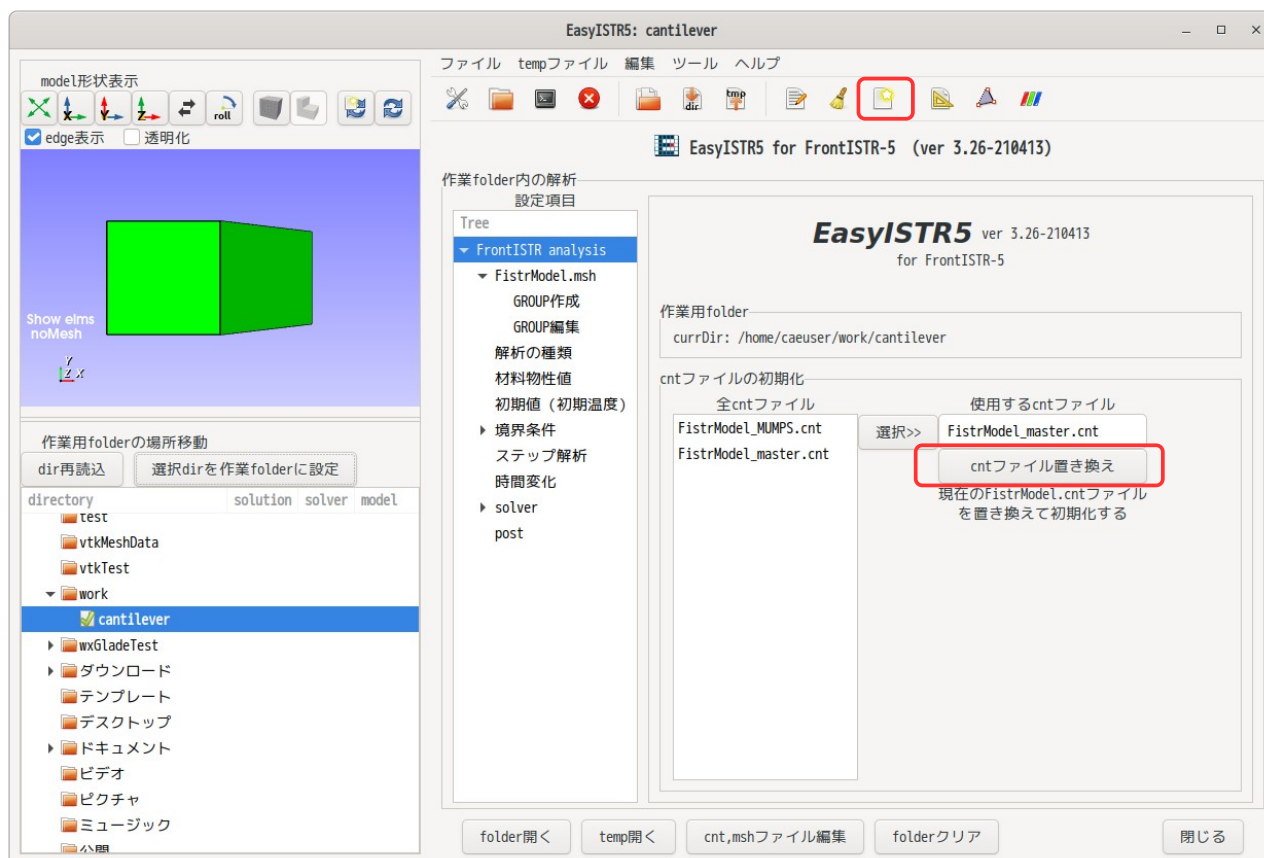 EasyISTR5: cantilever
model形状表示
roll
edge表示 透明化
Show elms
noMesh
Y
Z X
作業用folderの場所移動
dir再読込 選択dirを作業folderに設定
directory solution solver model
test
vtkMeshData
vtkTest
work
cantilever
wxGladeTest
ダウンロード
テンプレート
デスクトップ
ドキュメント
ビデオ
ピクチャ
ミュージック
公開
ファイル tempファイル 編集 ツール ヘルプ
dir tmp
EasyISTR5 for FrontISTR-5 (ver 3.26-210413)
作業folder内の解析
設定項目
Tree
FrontISTR analysis
FistrModel.msh
GROUP作成
GROUP編集
解析の種類
材料物性値
初期値（初期温度）
境界条件
ステップ解析
時間変化
solver
post
EasyISTR5 ver 3.26-210413
for FrontISTR-5
作業用folder
currDir: /home/caeuser/work/cantilever
cntファイルの初期化
全cntファイル
FistrModel_MUMPS.cnt
FistrModel_master.cnt
選択>>
使用するcntファイル
FistrModel_master.cnt
cntファイル置き換え
現在のFistrModel.cntファイル
を置き換えて初期化する
folder開く temp開く cnt,mshファイル編集 folderクリア 閉じる